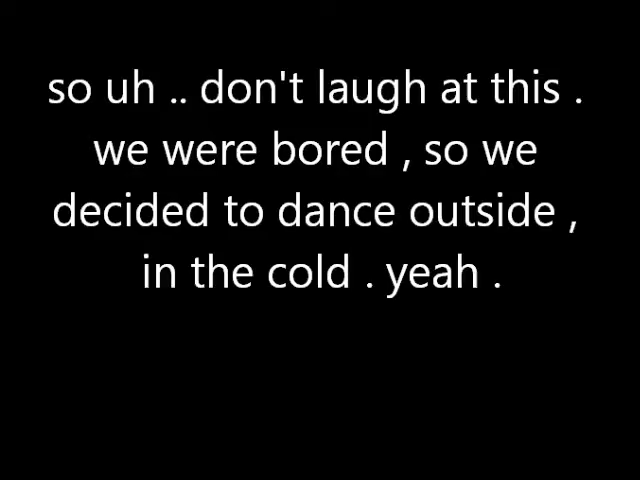 so uh .. don't laugh at this .
we were bored , so we
decided to dance outside ,
in the cold . yeah .